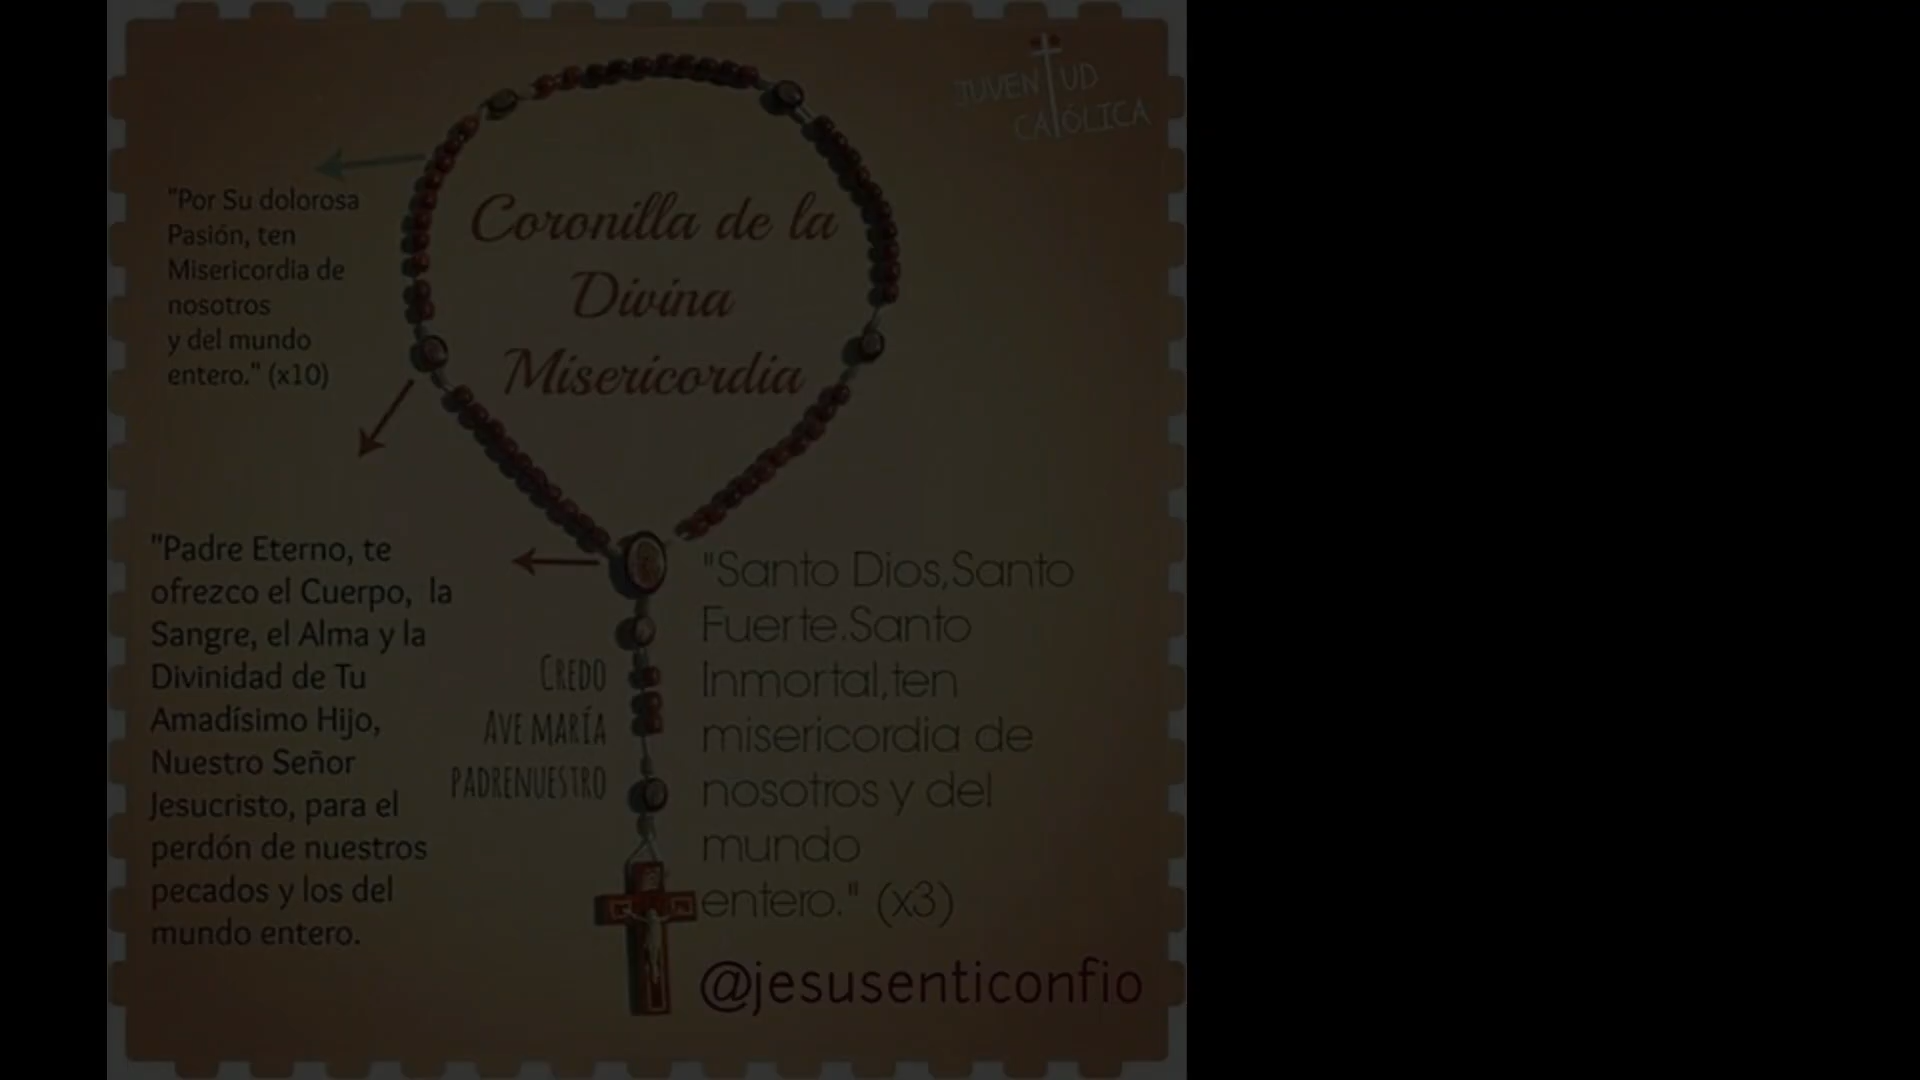 JUVENTUD
CATÓLICA
Coronilla de la
Divina
Misericordia
"Por Su dolorosa
Pasión, ten
Misericordia de
nosotros
y del mundo
entero." (x10)
"Padre Eterno, te
ofrezco el Cuerpo, la
Sangre, el Alma y la
Divinidad de Tu
Amadísimo Hijo,
Nuestro Señor
Jesucristo, para el
perdón de nuestros
pecados y los del
mundo entero.
CREDO
AVE MARÍA
PADRENUESTRO
"Santo Dios,Santo
Fuerte.Santo
Inmortal,ten
misericordia de
nosotros y del
mundo
entero." (x3)
@jesusenticonfio